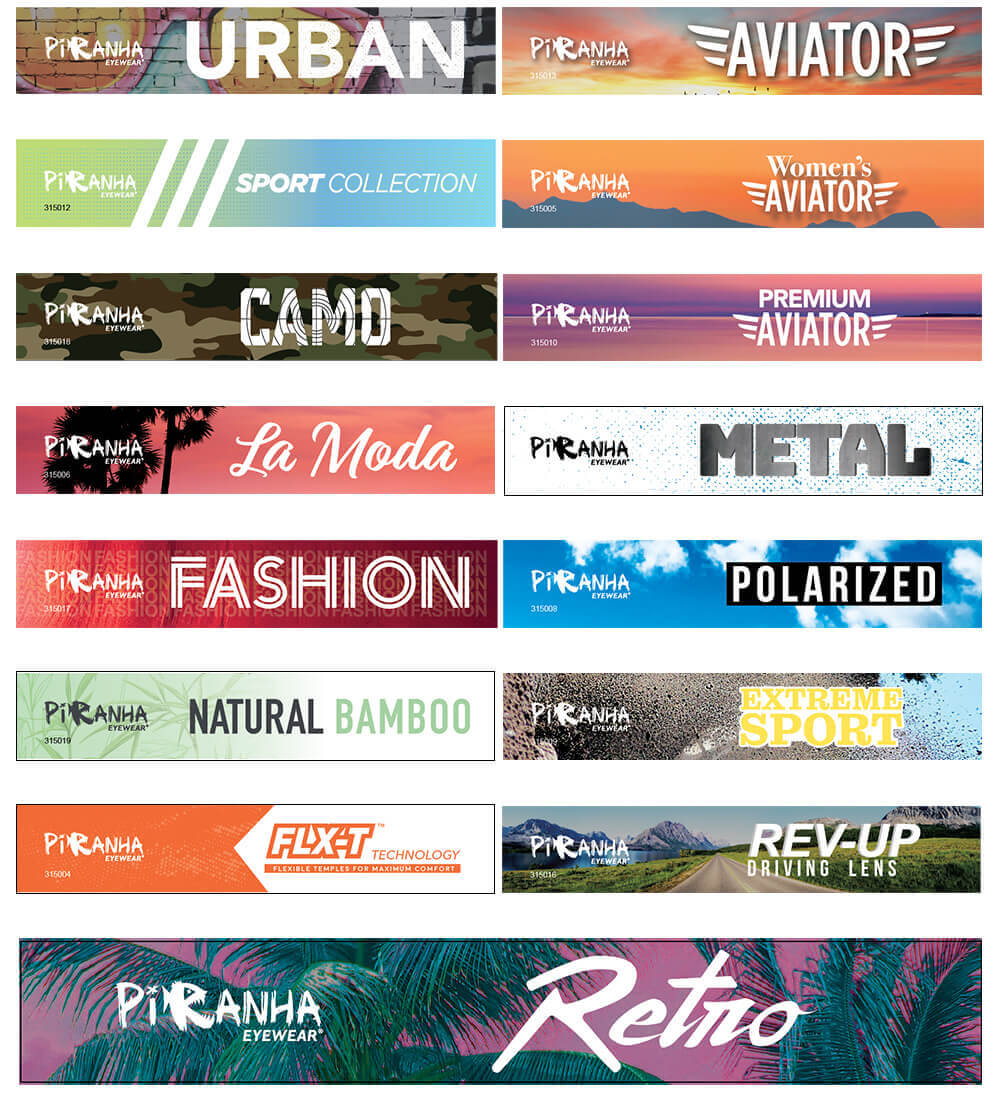 PiRANHA
EYEWEAR®
URBAN
PiRANHA
EYEWEAR®
315013
AVIATOR
PiRANHA
EYEWEAR®
315012
SPORT COLLECTION
PiRANHA
EYEWEAR®
315005
Women's
AVIATOR
PiRANHA
EYEWEAR®
315018
CAMO
PiRANHA
EYEWEAR®
315010
PREMIUM
AVIATOR
PiRANHA
EYEWEAR®
315006
La Moda
PiRANHA
EYEWEAR®
METAL
FASHION FASHION FASHION FASHION FASHION FASHION
PiRANHA
EYEWEAR®
315017
FASHION
PiRANHA
EYEWEAR®
315008
POLARIZED
PiRANHA
EYEWEAR®
315019
NATURAL BAMBOO
PiRANHA
EYEWEAR®
EXTREME
SPORT
PiRANHA
EYEWEAR®
315004
FLX-T™
TECHNOLOGY
FLEXIBLE TEMPLES FOR MAXIMUM COMFORT
PiRANHA
EYEWEAR®
315016
REV-UP
DRIVING LENS
PiRANHA
EYEWEAR®
Retro